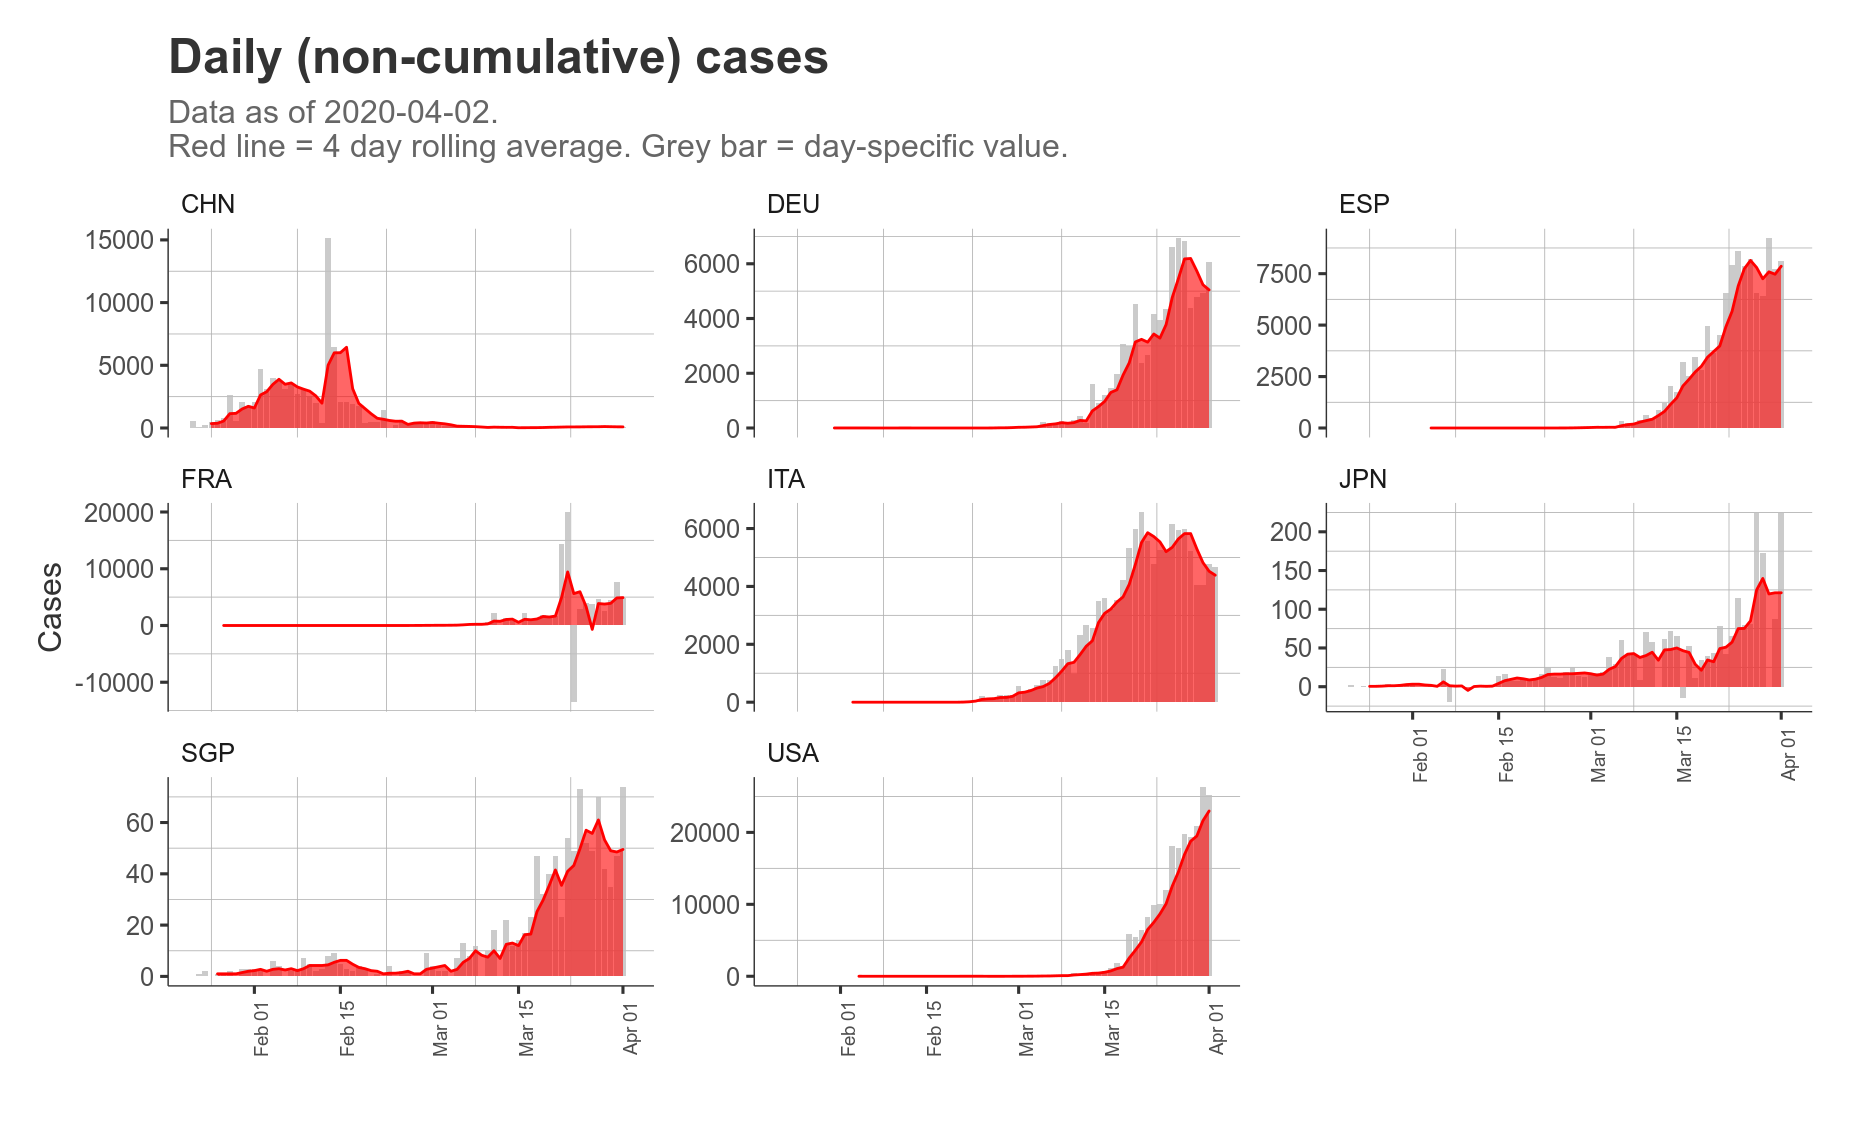 Daily (non-cumulative) cases
Data as of 2020-04-02.
Red line = 4 day rolling average. Grey bar = day-specific value.
Cases
CHN
15000
10000
5000
0
DEU
6000
4000
2000
0
ESP
7500
5000
2500
0
FRA
20000
10000
0
-10000
ITA
6000
4000
2000
0
JPN
200
150
100
50
0
Feb 01
Feb 15
Mar 01
Mar 15
Apr 01
SGP
60
40
20
0
Feb 01
Feb 15
Mar 01
Mar 15
Apr 01
USA
20000
10000
0
Feb 01
Feb 15
Mar 01
Mar 15
Apr 01